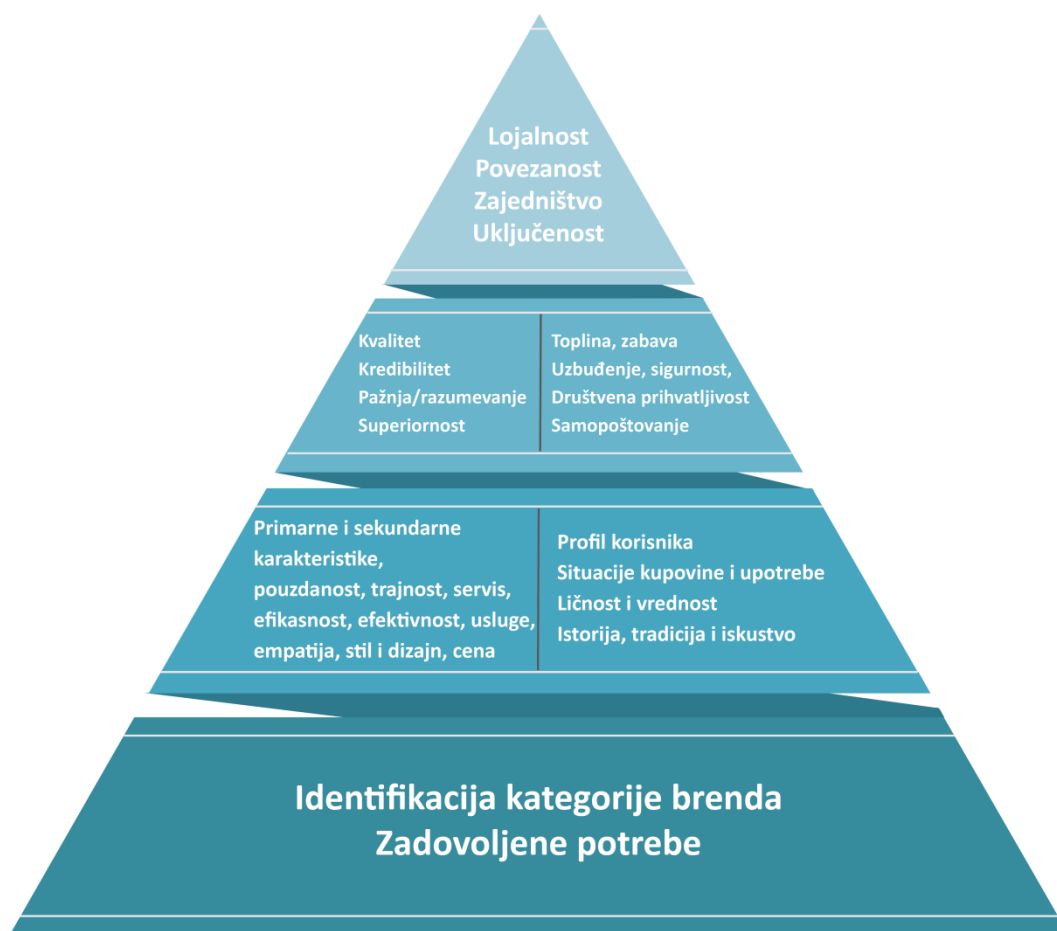 Lojalnost
Povezanost
Zajedništvo
Uključenost
Kvalitet
Kredibilitet
Pažnja/razumevanje
Superiornost
Toplina, zabava
Uzbuđenje, sigurnost,
Društvena prihvatljivost
Samopoštovanje
Primarne i sekundarne
karakteristike,
pouzdanost, trajnost, servis,
efikasnost, efektivnost, usluge,
empatija, stil i dizajn, cena
Profil korisnika
Situacije kupovine i upotrebe
Ličnost i vrednost
Istorija, tradicija i iskustvo
Identifikacija kategorije brenda
Zadovoljene potrebe